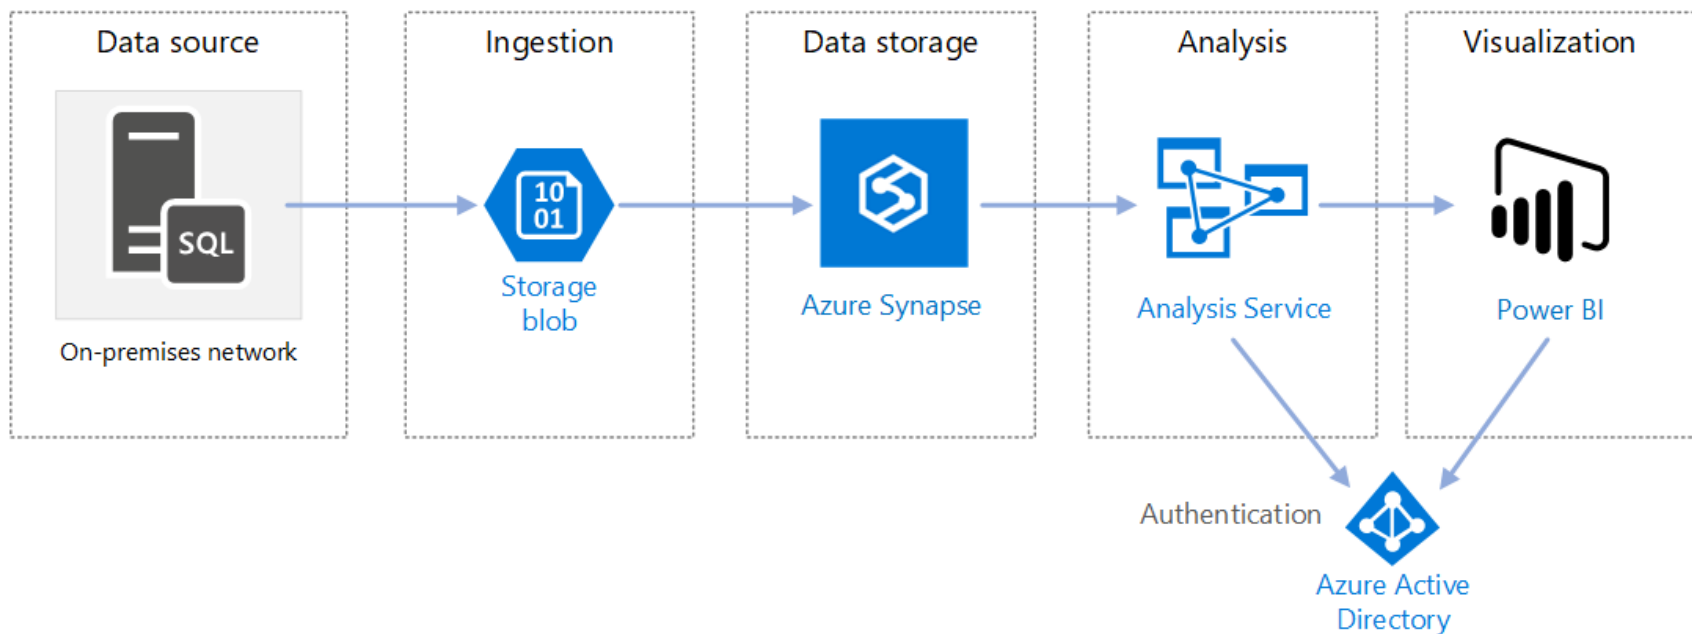 Data source
Ingestion
Data storage
Analysis
Visualization
SQL
10
01
Storage
blob
Azure Synapse
Analysis Service
Power BI
On-premises network
Authentication
Azure Active
Directory